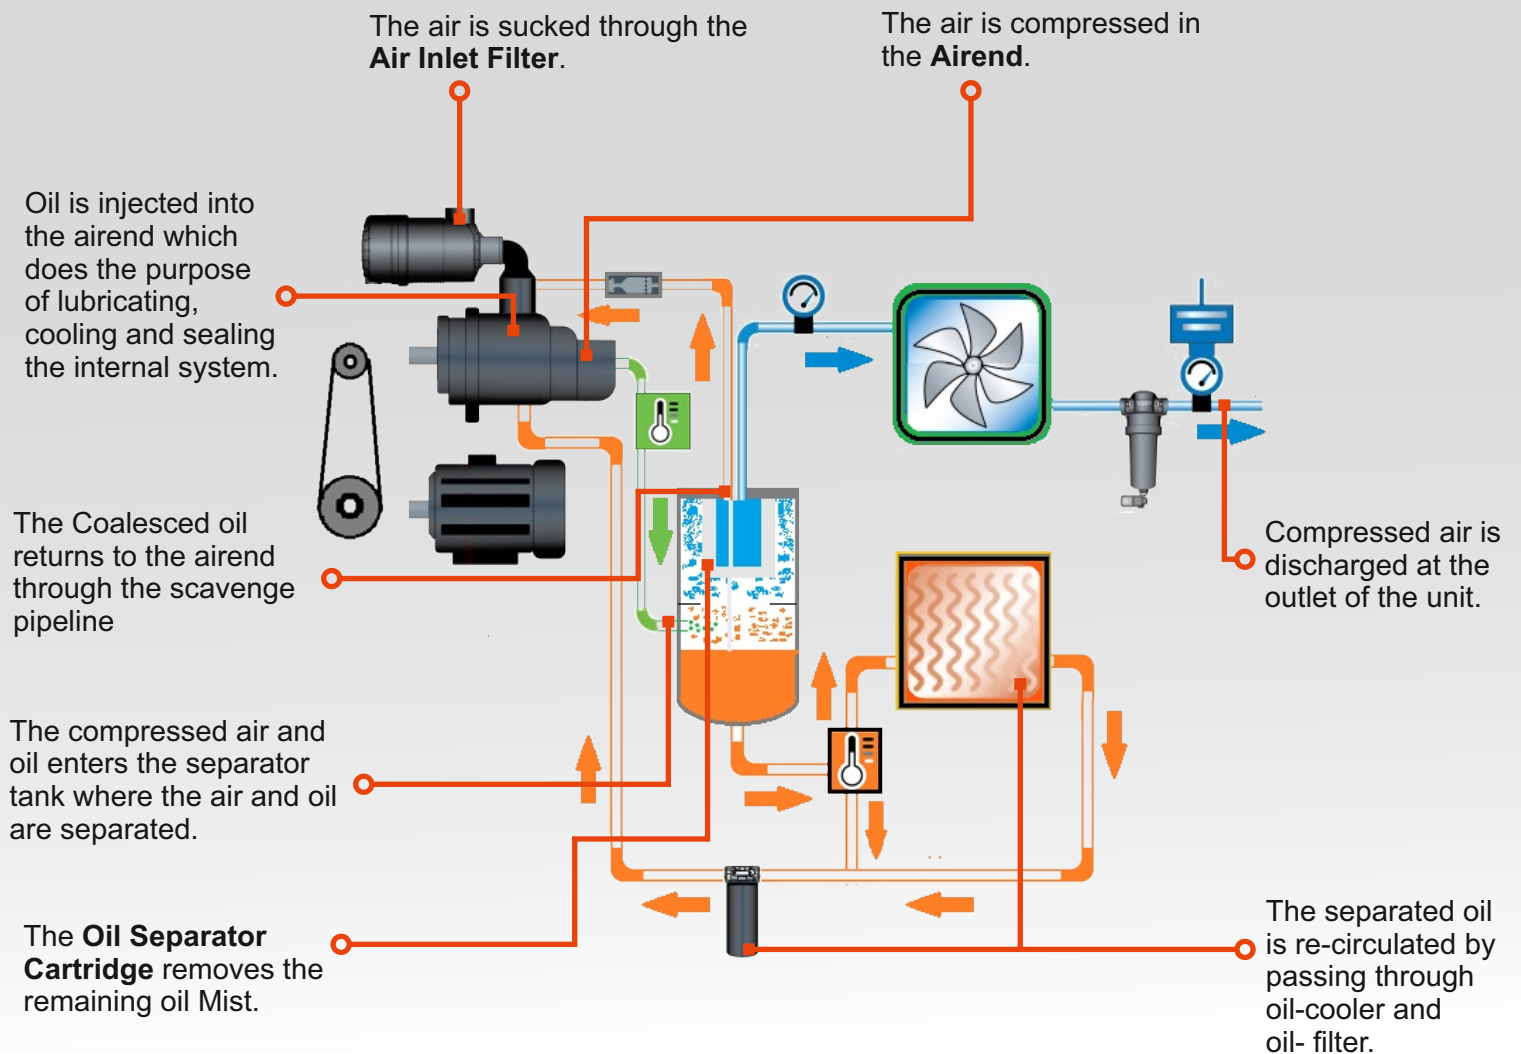 The air is sucked through the
Air Inlet Filter.
The air is compressed in
the Airend.
Oil is injected into
the airend which
does the purpose
of lubricating,
cooling and sealing
the internal system.
The Coalesced oil
returns to the airend
through the scavenge
pipeline
Compressed air is
discharged at the
outlet of the unit.
The compressed air and
oil enters the separator
tank where the air and oil
are separated.
The Oil Separator
Cartridge removes the
remaining oil Mist.
The separated oil
is re-circulated by
passing through
oil-cooler and
oil- filter.